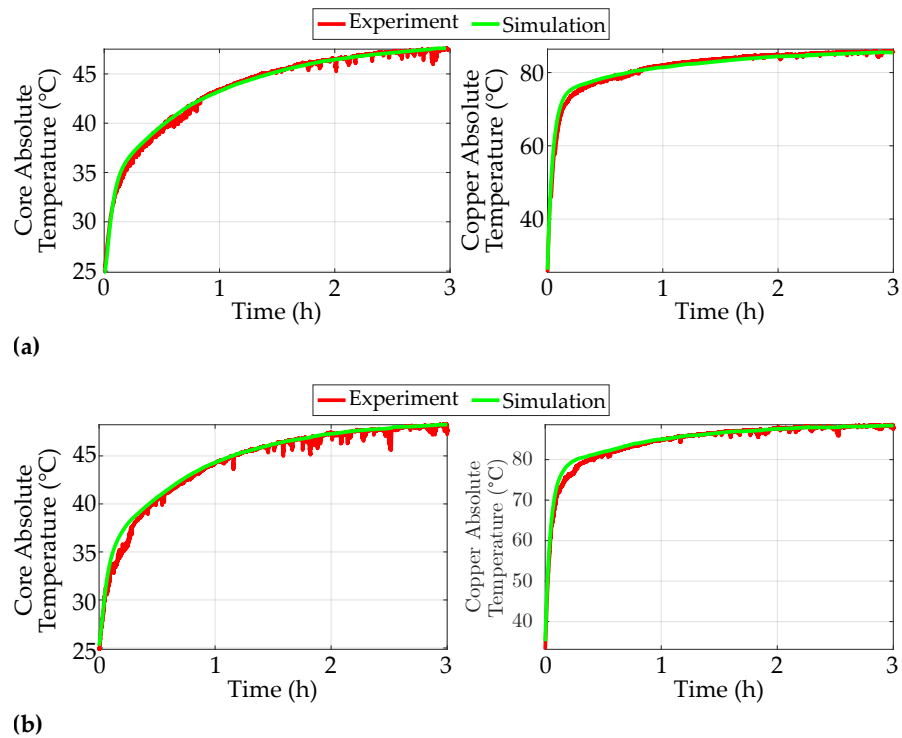 Experiment Simulation
Core Absolute
Temperature (°C)
45
40
35
30
25
0 1 2 3
Time (h)
Copper Absolute
Temperature (°C)
80
60
40
0 1 2 3
Time (h)
(a)
Experiment Simulation
Core Absolute
Temperature (°C)
45
40
35
30
25
0 1 2 3
Time (h)
Copper Absolute
Temperature (°C)
80
70
60
50
40
0 1 2 3
Time (h)
(b)